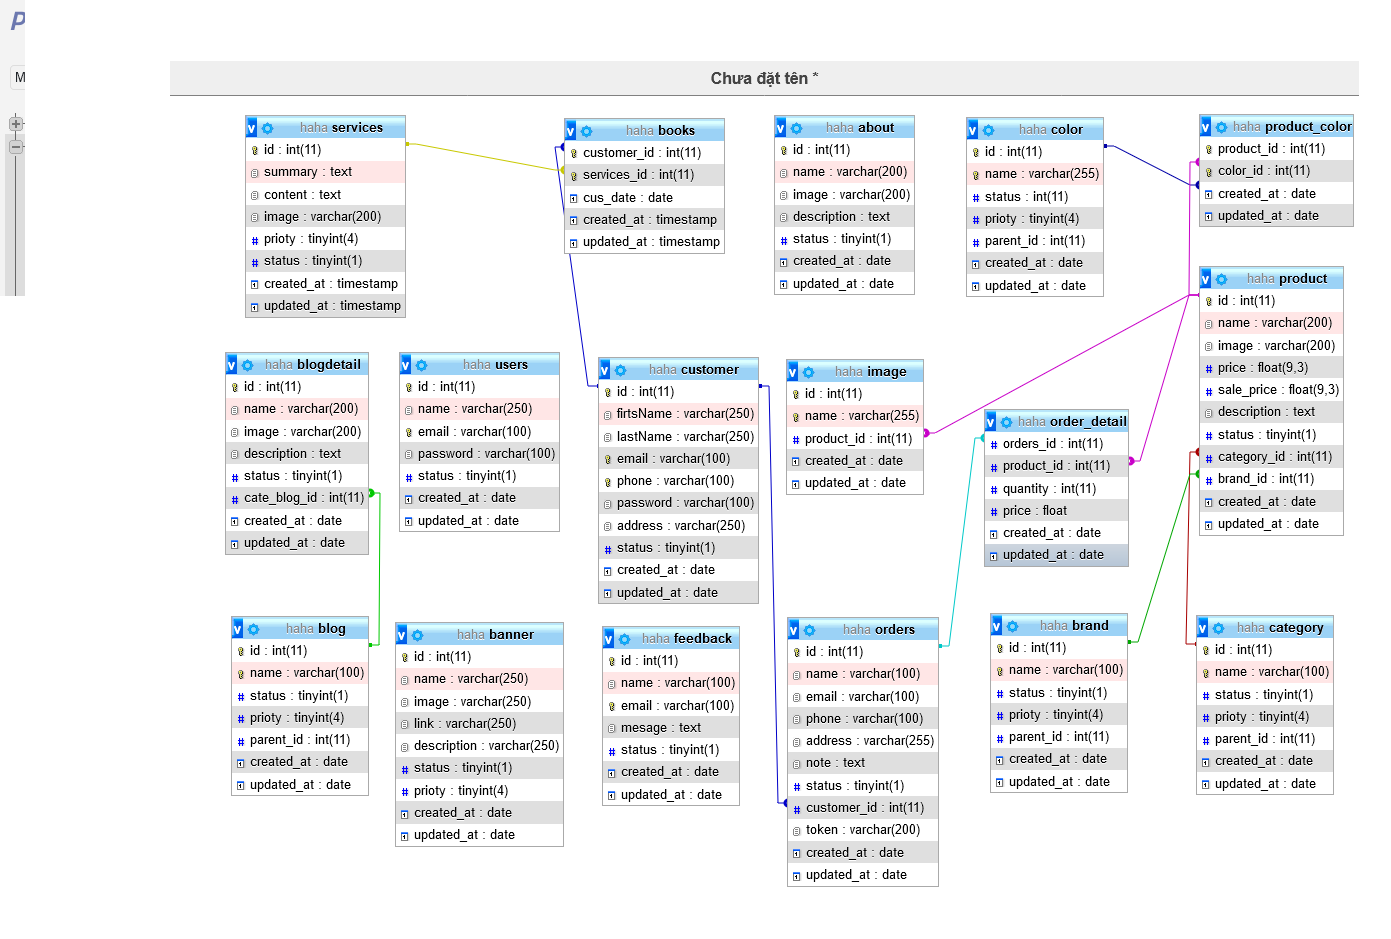 M
Chưa đặt tên *
v haha services
id : int(11)
summary : text
content : text
image : varchar(200)
prioty : tinyint(4)
status : tinyint(1)
created_at : timestamp
updated_at : timestamp
v haha books
customer_id : int(11)
services_id : int(11)
cus_date : date
created_at : timestamp
updated_at : timestamp
v haha about
id : int(11)
name : varchar(200)
image : varchar(200)
description : text
status : tinyint(1)
created_at : date
updated_at : date
v haha color
id : int(11)
name : varchar(255)
status : int(11)
prioty : tinyint(4)
parent_id : int(11)
created_at : date
updated_at : date
v haha product_color
product_id : int(11)
color_id : int(11)
created_at : date
updated_at : date
v haha product
id : int(11)
name : varchar(200)
image : varchar(200)
price : float(9,3)
sale_price : float(9,3)
description : text
status : tinyint(1)
category_id : int(11)
brand_id : int(11)
created_at : date
updated_at : date
v haha blogdetail
id : int(11)
name : varchar(200)
image : varchar(200)
description : text
status : tinyint(1)
cate_blog_id : int(11)
created_at : date
updated_at : date
v haha users
id : int(11)
name : varchar(250)
email : varchar(100)
password : varchar(100)
status : tinyint(1)
created_at : date
updated_at : date
v haha customer
id : int(11)
firtsName : varchar(250)
lastName : varchar(250)
email : varchar(100)
phone : varchar(100)
password : varchar(100)
address : varchar(250)
status : tinyint(1)
created_at : date
updated_at : date
v haha image
id : int(11)
name : varchar(255)
product_id : int(11)
created_at : date
updated_at : date
v haha order_detail
orders_id : int(11)
product_id : int(11)
quantity : int(11)
price : float
created_at : date
updated_at : date
v haha blog
id : int(11)
name : varchar(100)
status : tinyint(1)
prioty : tinyint(4)
parent_id : int(11)
created_at : date
updated_at : date
v haha banner
id : int(11)
name : varchar(250)
image : varchar(250)
link : varchar(250)
description : varchar(250)
status : tinyint(1)
prioty : tinyint(4)
created_at : date
updated_at : date
v haha feedback
id : int(11)
name : varchar(100)
email : varchar(100)
mesage : text
status : tinyint(1)
created_at : date
updated_at : date
v haha orders
id : int(11)
name : varchar(100)
email : varchar(100)
phone : varchar(100)
address : varchar(255)
note : text
status : tinyint(1)
customer_id : int(11)
token : varchar(200)
created_at : date
updated_at : date
v haha brand
id : int(11)
name : varchar(100)
status : tinyint(1)
prioty : tinyint(4)
parent_id : int(11)
created_at : date
updated_at : date
v haha category
id : int(11)
name : varchar(100)
status : tinyint(1)
prioty : tinyint(4)
parent_id : int(11)
created_at : date
updated_at : date